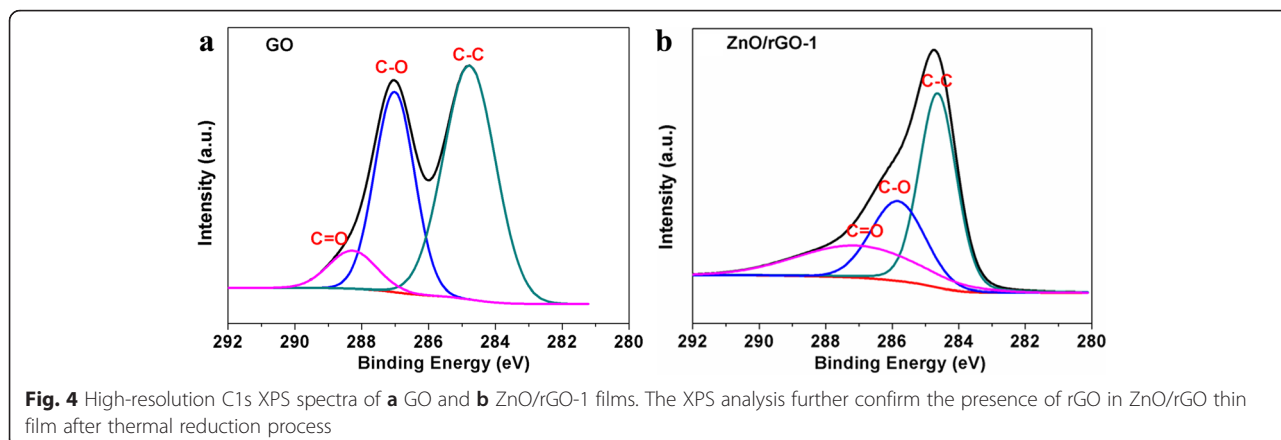 a
GO
C-O
C-C
C=O
Intensity (a.u.)
292 290 288 286 284 282 280
Binding Energy (eV)
b
ZnO/rGO-1
C-C
C-O
C=O
Intensity (a.u.)
292 290 288 286 284 282 280
Binding Energy (eV)
Fig. 4 High-resolution C1s XPS spectra of a GO and b ZnO/rGO-1 films. The XPS analysis further confirm the presence of rGO in ZnO/rGO thin
film after thermal reduction process